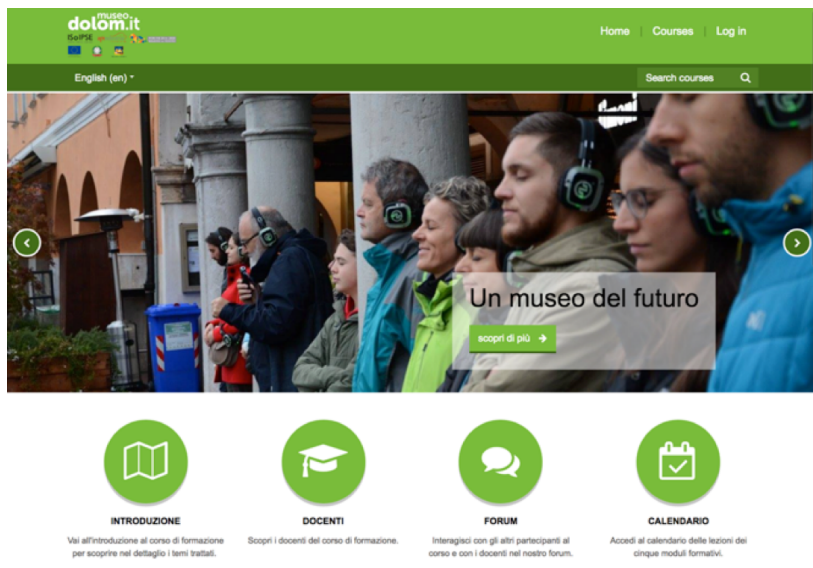 museo
dolom.it
ISoIPSE
Home | Courses | Log in
English (en)
Search courses
Un museo del futuro
scopri di più
INTRODUZIONE
Vai all'introduzione al corso di formazione
per scoprire nel dettaglio i temi trattati.
DOCENTI
Scopri i docenti del corso di formazione.
FORUM
Interagisci con gli altri partecipanti al
corso e con i docenti nel nostro forum.
CALENDARIO
Accedi al calendario delle lezioni dei
cinque moduli formativi.